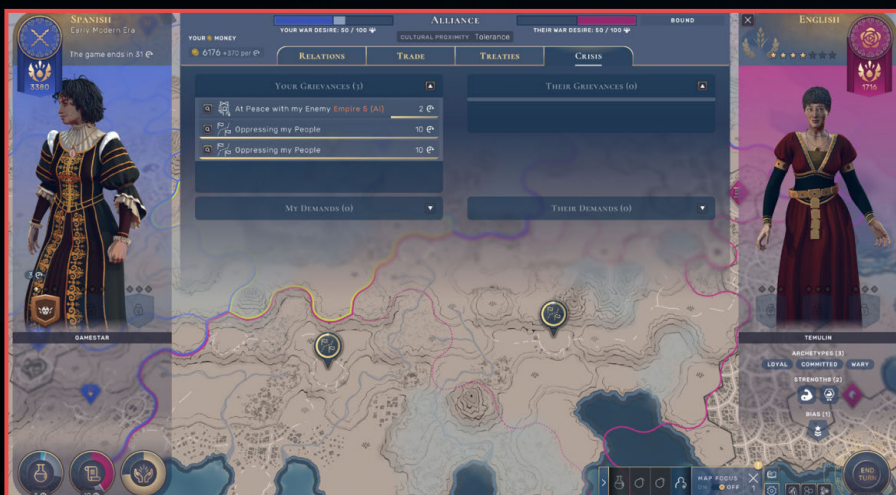 SPANISH
Early Modern Era
The game ends in 31
3380
YOUR MONEY
6176 +370 per
YOUR WAR DESIRE: 50 / 100
ALLIANCE
CULTURAL PROXIMITY Tolerance
THEIR WAR DESIRE: 50 / 100
BOUND
ENGLISH
1716
RELATIONS
TRADE
TREATIES
CRISIS
YOUR GRIEVANCES (3)
At Peace with my Enemy Empire 5 (AI) 2
Oppressing my People 10
Oppressing my People 10
THEIR GRIEVANCES (0)
MY DEMANDS (0)
THEIR DEMANDS (0)
GAMESTAR
TEMULIN
ARCHETYPES (3)
LOYAL
COMMITTED
WARY
STRENGTHS (2)
BIAS (1)
MAP FOCUS
OFF
1
END
TURN